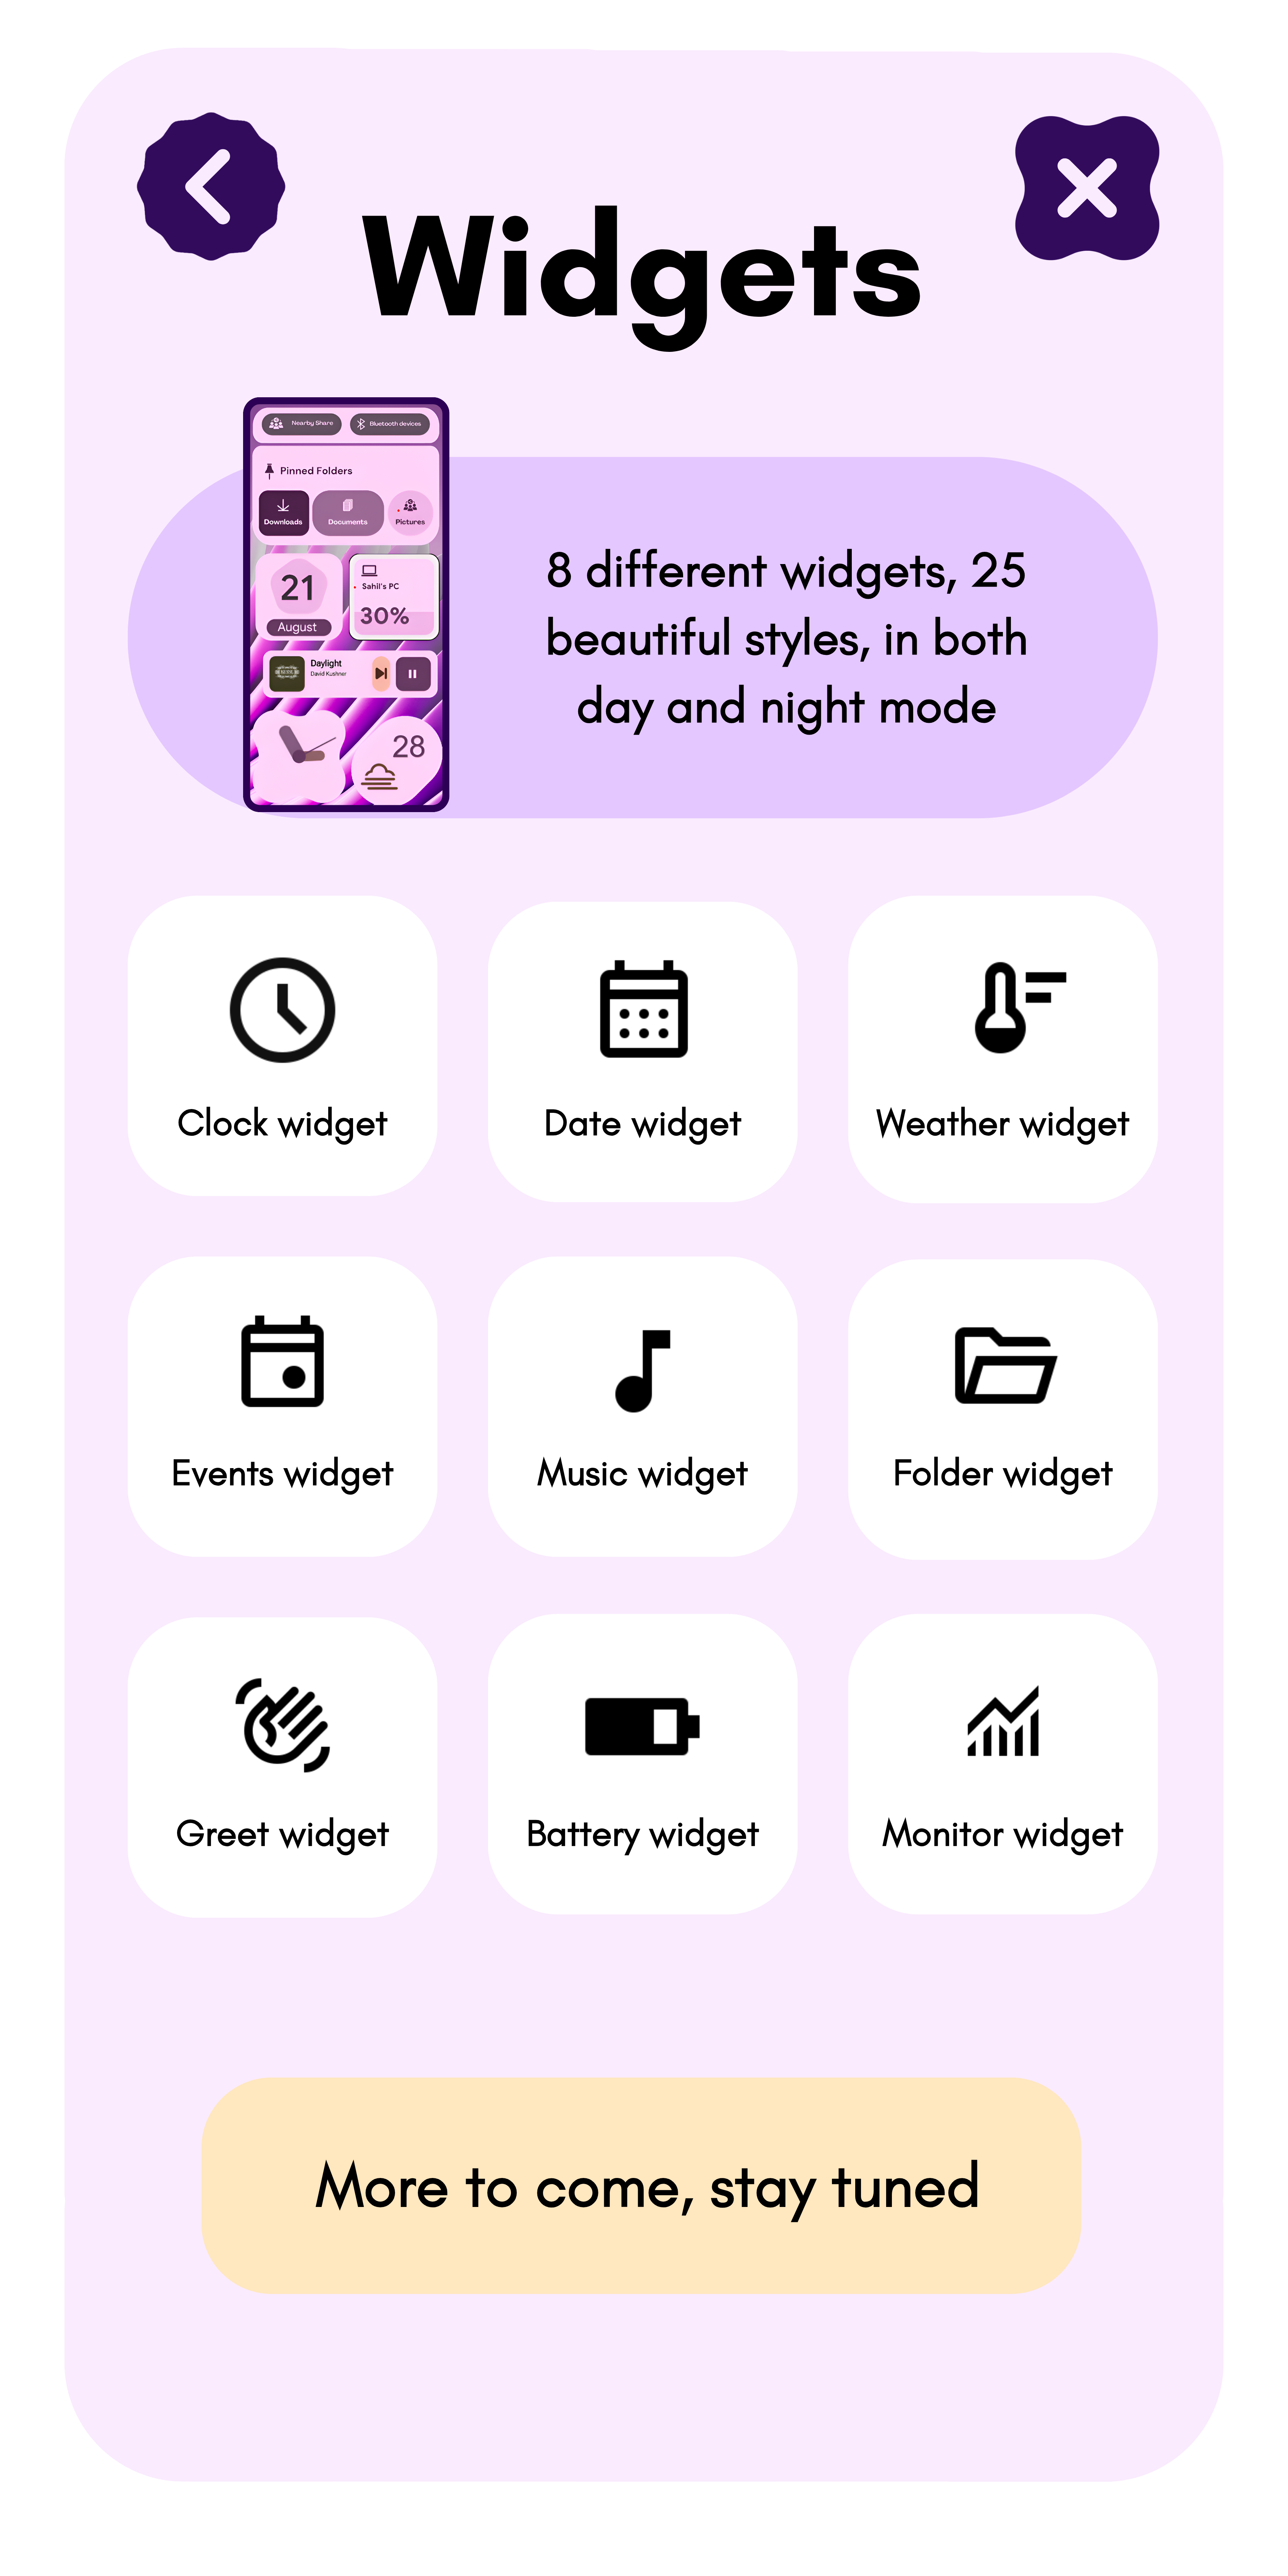 Widgets
Nearby Share
Bluetooth devices
Pinned Folders
Downloads
Documents
Pictures
21
August
Sahil's PC
30%
Daylight
David Kushner
28
8 different widgets, 25
beautiful styles, in both
day and night mode
Clock widget
Date widget
Weather widget
Events widget
Music widget
Folder widget
Greet widget
Battery widget
Monitor widget
More to come, stay tuned